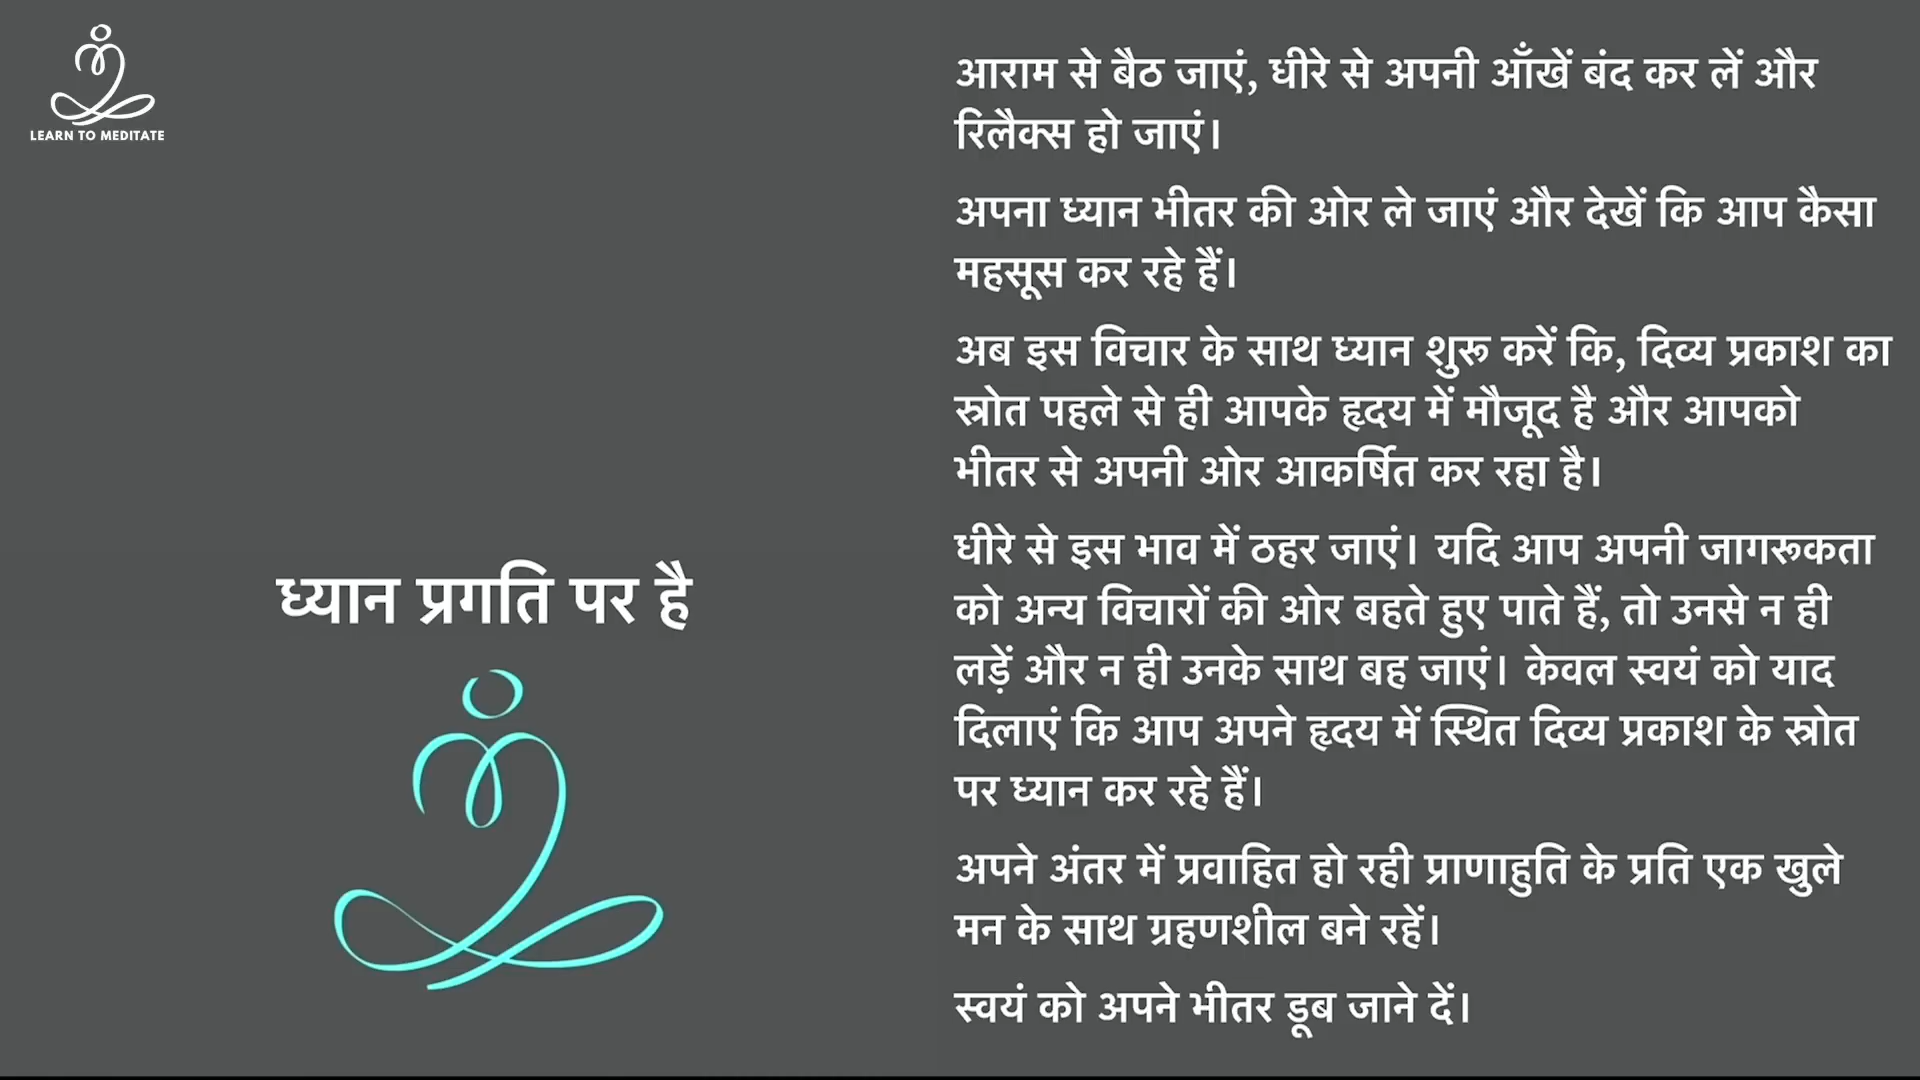 LEARN TO MEDITATE
ध्यान प्रगति पर है
आराम से बैठ जाएं, धीरे से अपनी आँखें बंद कर लें और
रिलैक्स हो जाएं।
अपना ध्यान भीतर की ओर ले जाएं और देखें कि आप कैसा
महसूस कर रहे हैं।
अब इस विचार के साथ ध्यान शुरू करें कि, दिव्य प्रकाश का
स्रोत पहले से ही आपके हृदय में मौजूद है और आपको
भीतर से अपनी ओर आकर्षित कर रहा है।
धीरे से इस भाव में ठहर जाएं। यदि आप अपनी जागरूकता
को अन्य विचारों की ओर बहते हुए पाते हैं, तो उनसे न ही
लड़ें और न ही उनके साथ बह जाएं। केवल स्वयं को याद
दिलाएं कि आप अपने हृदय में स्थित दिव्य प्रकाश के स्रोत
पर ध्यान कर रहे हैं।
अपने अंतर में प्रवाहित हो रही प्राणाहुति के प्रति एक खुले
मन के साथ ग्रहणशील बने रहें।
स्वयं को अपने भीतर डूब जाने दें।